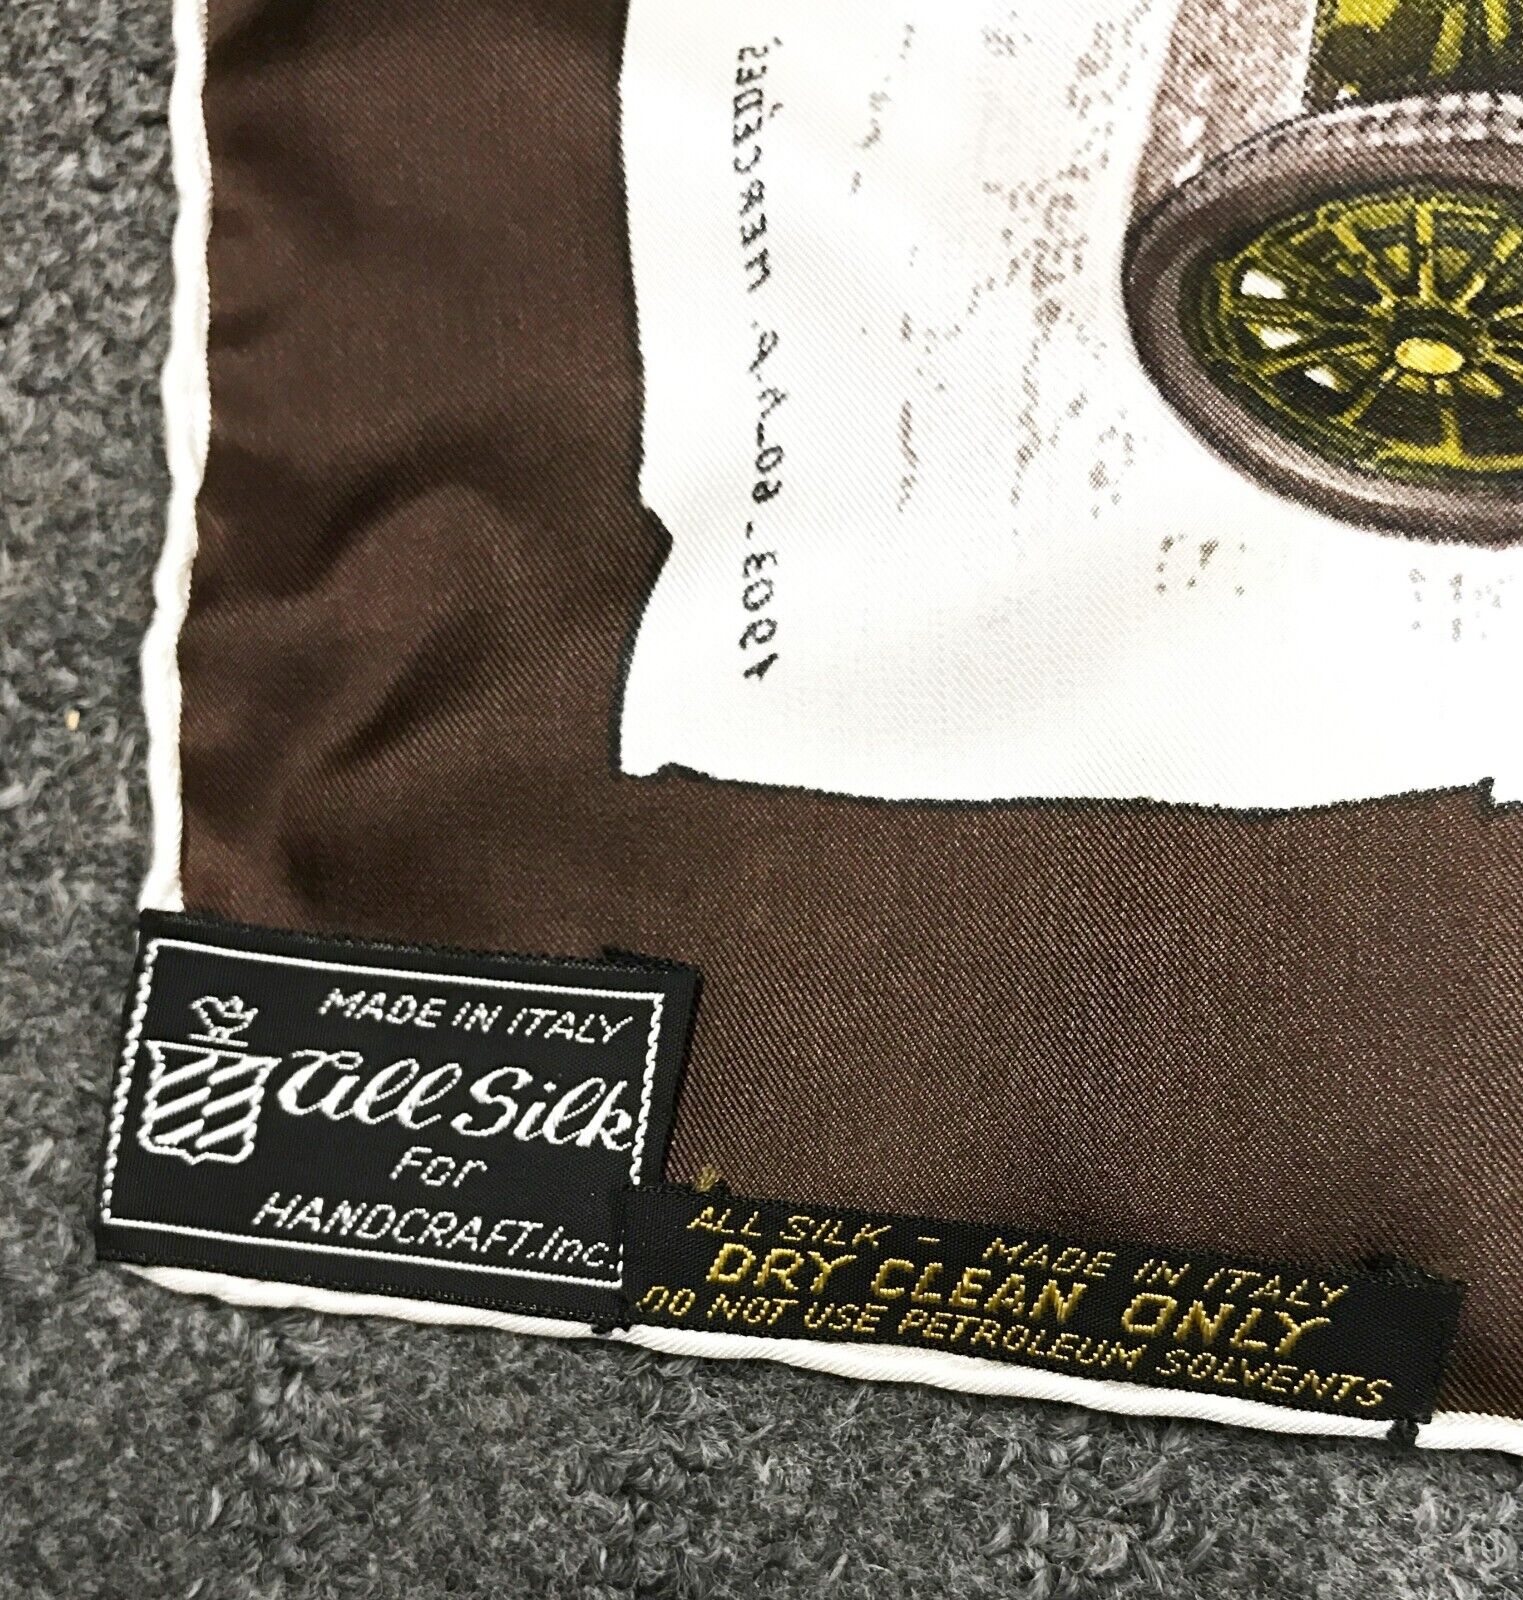 1903 - 60_H.P. MERCEDES
MADE IN ITALY
all Silk
For
HANDCRAFT.Inc.
ALL SILK - MADE IN ITALY
DRY CLEAN ONLY
DO NOT USE PETROLEUM SOLVENTS